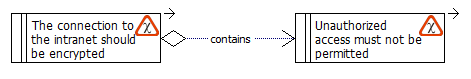 The connection to
the intranet should
be encrypted
χ
contains
Unauthorized
access must not be
permitted
χ